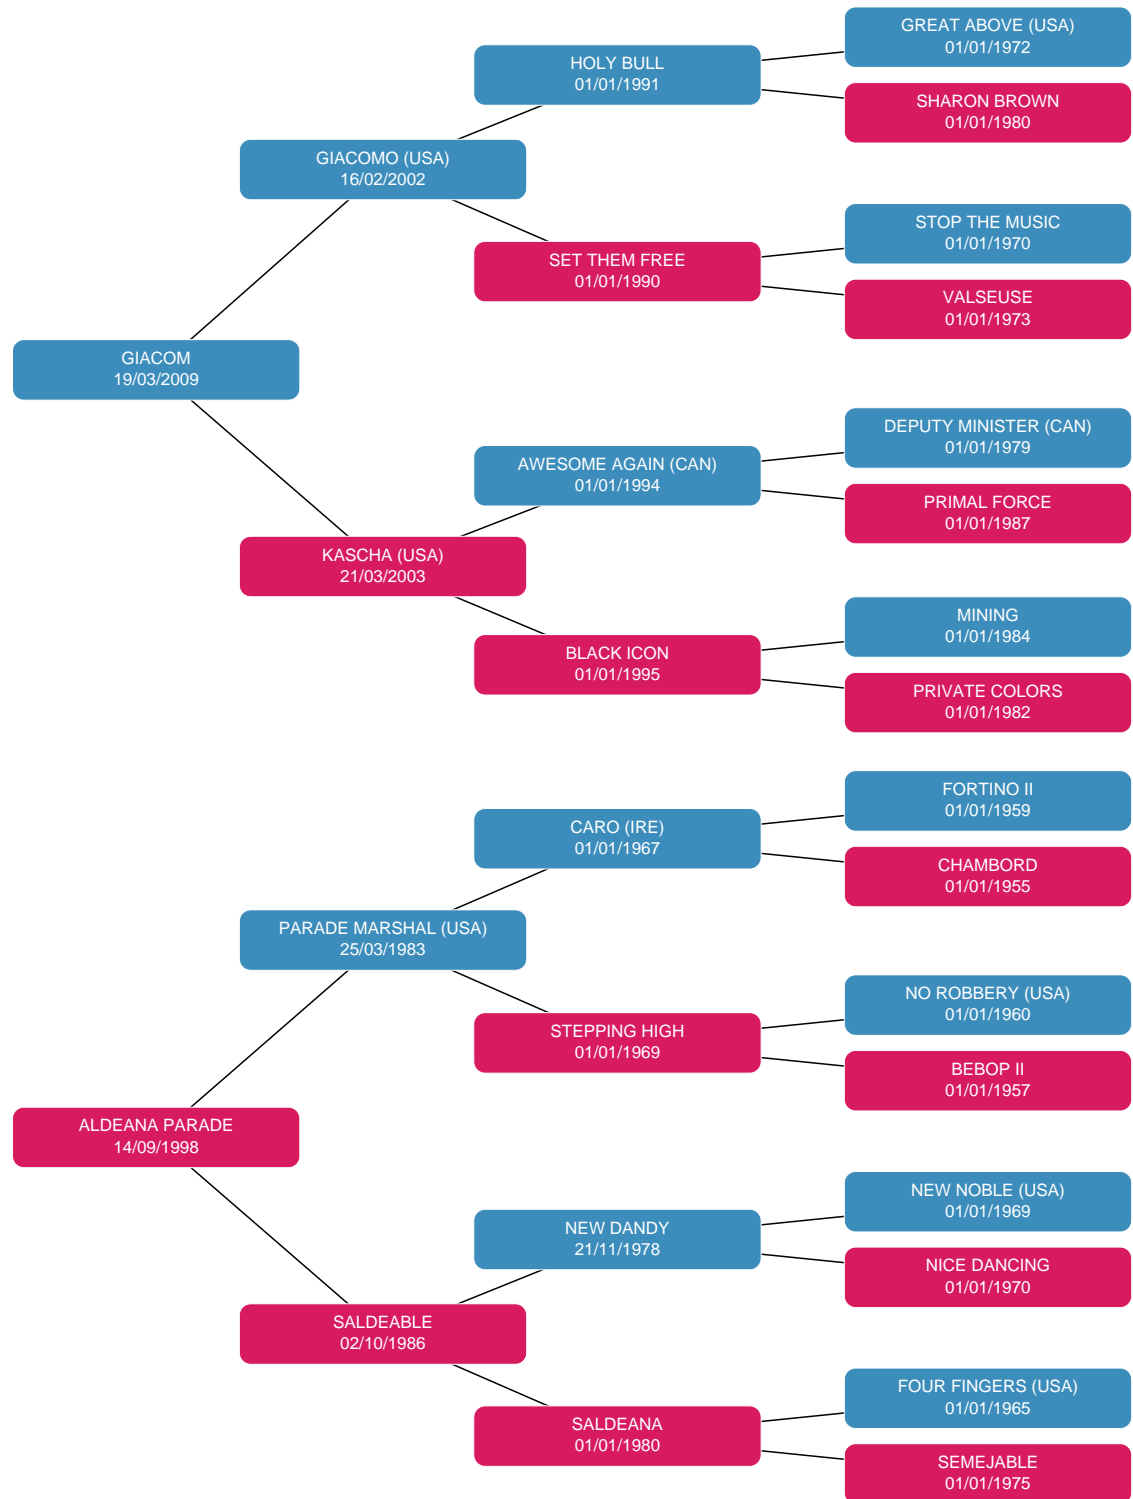 GREAT ABOVE (USA)
01/01/1972
HOLY BULL
01/01/1991
SHARON BROWN
01/01/1980
GIACOMO (USA)
16/02/2002
STOP THE MUSIC
01/01/1970
SET THEM FREE
01/01/1990
VALSEUSE
01/01/1973
GIACOM
19/03/2009
DEPUTY MINISTER (CAN)
01/01/1979
AWESOME AGAIN (CAN)
01/01/1994
PRIMAL FORCE
01/01/1987
KASCHA (USA)
21/03/2003
MINING
01/01/1984
BLACK ICON
01/01/1995
PRIVATE COLORS
01/01/1982
FORTINO II
01/01/1959
CARO (IRE)
01/01/1967
CHAMBORD
01/01/1955
PARADE MARSHAL (USA)
25/03/1983
NO ROBBERY (USA)
01/01/1960
STEPPING HIGH
01/01/1969
BEBOP II
01/01/1957
ALDEANA PARADE
14/09/1998
NEW NOBLE (USA)
01/01/1969
NEW DANDY
21/11/1978
NICE DANCING
01/01/1970
SALDEABLE
02/10/1986
FOUR FINGERS (USA)
01/01/1965
SALDEANA
01/01/1980
SEMEJABLE
01/01/1975